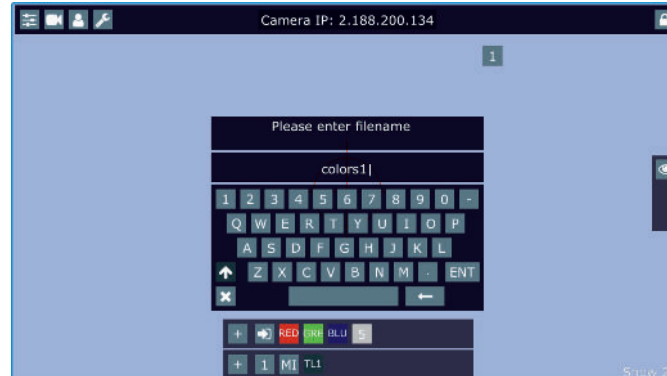 Camera IP: 2.188.200.134
1
Please enter filename
colors1|
1 2 3 4 5 6 7 8 9 0 -
Q W E R T Y U I O P
A S D F G H J K L
Z X C V B N M . ENT
+ RED GRE BLU S
+ 1 MI TL1